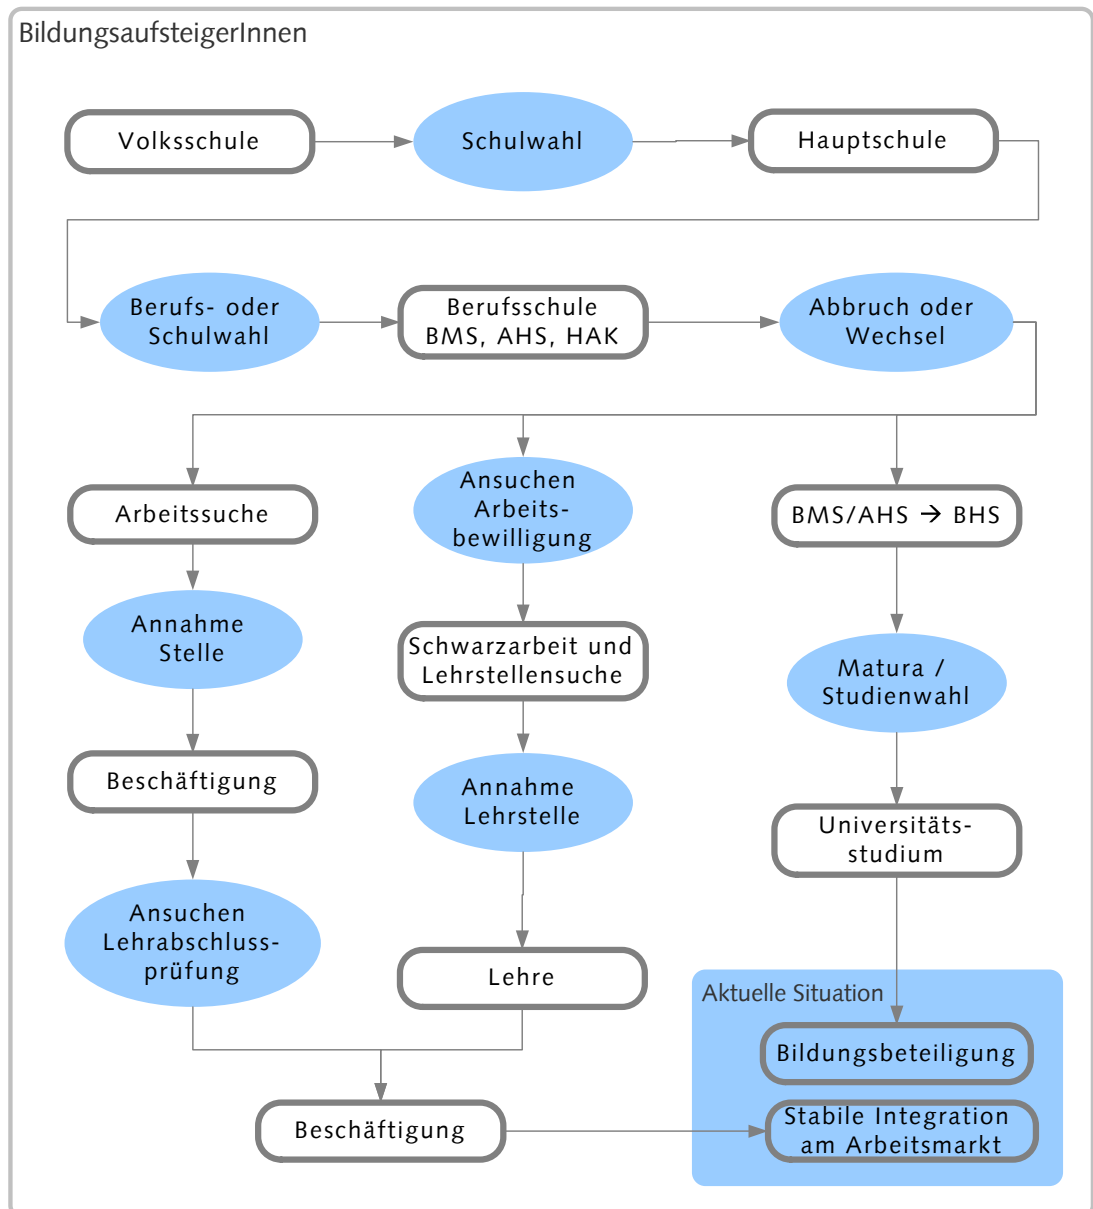 BildungsaufsteigerInnen
Volksschule
Schulwahl
Hauptschule
Berufs- oder
Schulwahl
Berufsschule
BMS, AHS, HAK
Abbruch oder
Wechsel
Arbeitssuche
Annahme
Stelle
Beschäftigung
Ansuchen
Lehrabschluss-
prüfung
Ansuchen
Arbeits-
bewilligung
Schwarzarbeit und
Lehrstellensuche
Annahme
Lehrstelle
Lehre
BMS/AHS → BHS
Matura /
Studienwahl
Universitäts-
studium
Aktuelle Situation
Bildungsbeteiligung
Beschäftigung
Stabile Integration
am Arbeitsmarkt